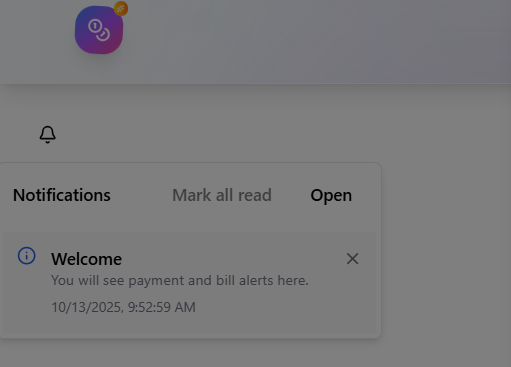 Notifications Mark all read Open
Welcome
You will see payment and bill alerts here.
10/13/2025, 9:52:59 AM